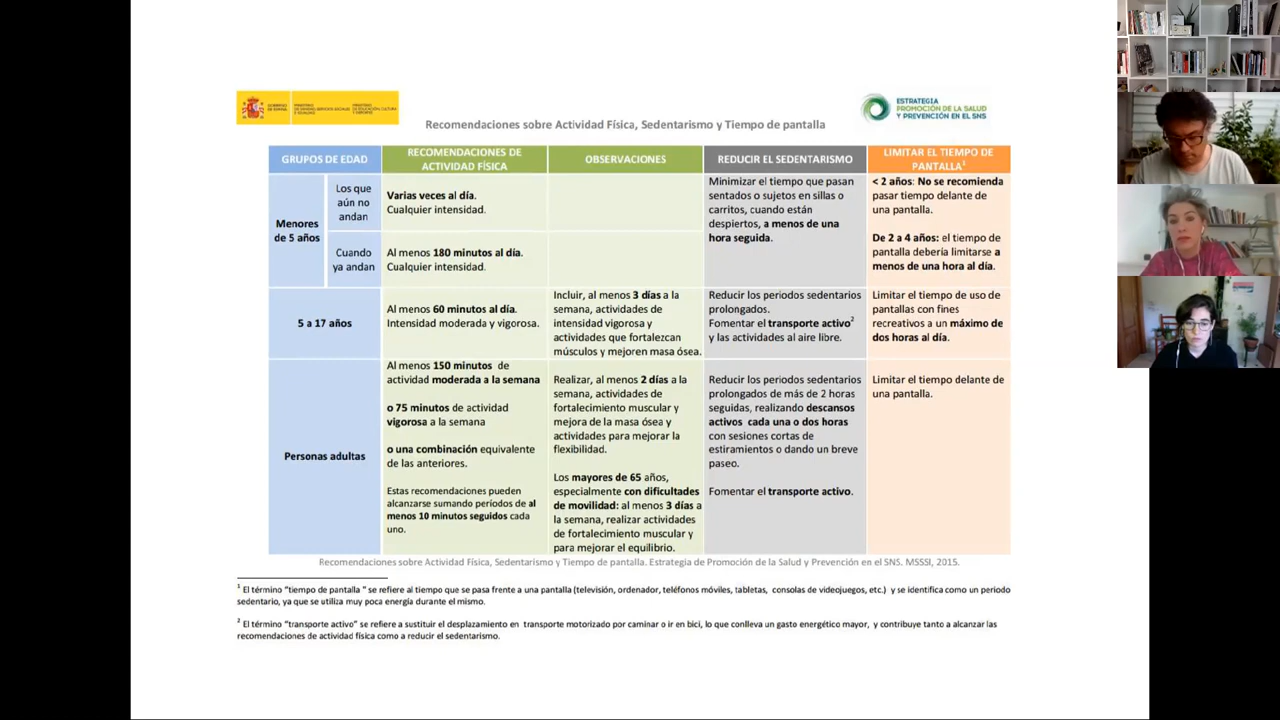 GOBIERNO DE ESPAÑA
MINISTERIO DE SANIDAD, SERVICIOS SOCIALES E IGUALDAD
MINISTERIO DE EDUCACIÓN, CULTURA Y DEPORTE
ESTRATEGIA
PROMOCIÓN DE LA SALUD
Y PREVENCIÓN EN EL SNS
Recomendaciones sobre Actividad Física, Sedentarismo y Tiempo de pantalla
GRUPOS DE EDAD
RECOMENDACIONES DE
ACTIVIDAD FÍSICA
OBSERVACIONES
REDUCIR EL SEDENTARISMO
LIMITAR EL TIEMPO DE
PANTALLA1
Menores
de 5 años
Los que
aún no
andan
Varias veces al día.
Cualquier intensidad.
Cuando
ya andan
Al menos 180 minutos al día.
Cualquier intensidad.
Minimizar el tiempo que pasan
sentados o sujetos en sillas o
carritos, cuando están
despiertos, a menos de una
hora seguida.
< 2 años: No se recomienda
pasar tiempo delante de
una pantalla.
De 2 a 4 años: el tiempo de
pantalla debería limitarse a
menos de una hora al día.
5 a 17 años
Al menos 60 minutos al día.
Intensidad moderada y vigorosa.
Incluir, al menos 3 días a la
semana, actividades de
intensidad vigorosa y
actividades que fortalezcan
músculos y mejoren masa ósea.
Reducir los periodos sedentarios
prolongados.
Fomentar el transporte activo2
y las actividades al aire libre.
Limitar el tiempo de uso de
pantallas con fines
recreativos a un máximo de
dos horas al día.
Personas adultas
Al menos 150 minutos de
actividad moderada a la semana
o 75 minutos de actividad
vigorosa a la semana
o una combinación equivalente
de las anteriores.
Estas recomendaciones pueden
alcanzarse sumando períodos de al
menos 10 minutos seguidos cada
uno.
Realizar, al menos 2 días a la
semana, actividades de
fortalecimiento muscular y
mejora de la masa ósea y
actividades para mejorar la
flexibilidad.
Los mayores de 65 años,
especialmente con dificultades
de movilidad: al menos 3 días a
la semana, realizar actividades
de fortalecimiento muscular y
para mejorar el equilibrio.
Reducir los periodos sedentarios
prolongados de más de 2 horas
seguidas, realizando descansos
activos cada una o dos horas
con sesiones cortas de
estiramientos o dando un breve
paseo.
Fomentar el transporte activo.
Limitar el tiempo delante de
una pantalla.
Recomendaciones sobre Actividad Física, Sedentarismo y Tiempo de pantalla. Estrategia de Promoción de la Salud y Prevención en el SNS. MSSSI, 2015.
1 El término "tiempo de pantalla " se refiere al tiempo que se pasa frente a una pantalla (televisión, ordenador, teléfonos móviles, tabletas, consolas de videojuegos, etc.) y se identifica como un periodo
sedentario, ya que se utiliza muy poca energía durante el mismo.
2 El término "transporte activo" se refiere a sustituir el desplazamiento en transporte motorizado por caminar o ir en bici, lo que conlleva un gasto energético mayor, y contribuye tanto a alcanzar las
recomendaciones de actividad física como a reducir el sedentarismo.